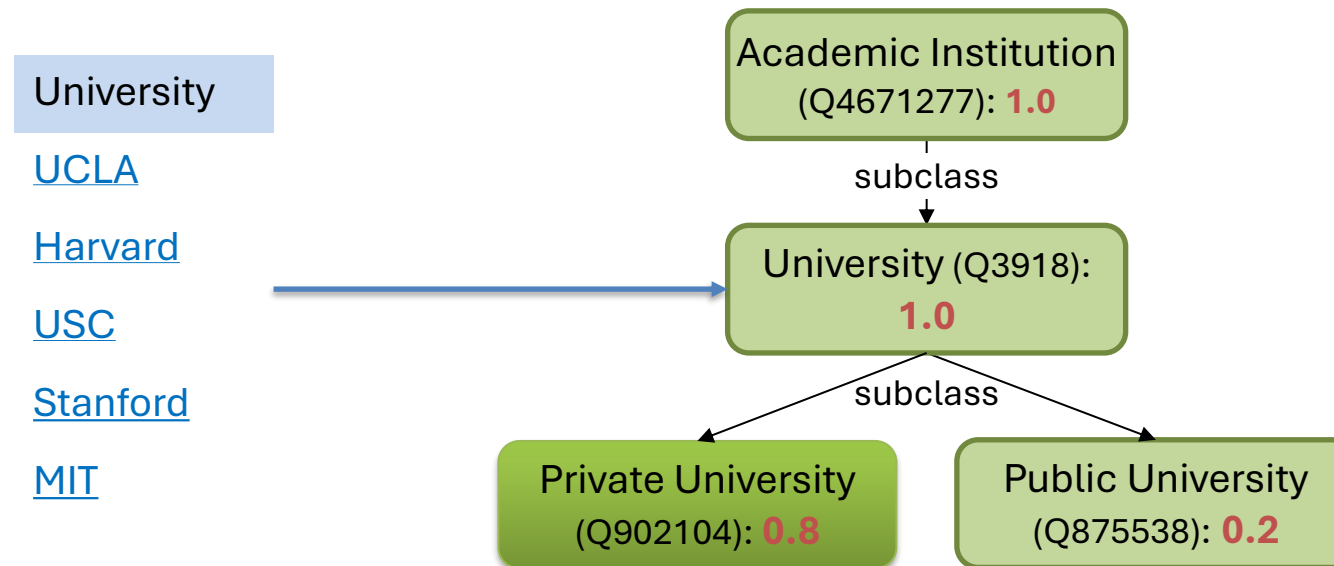 University
UCLA
Harvard
USC
Stanford
MIT
Academic Institution
(Q4671277): 1.0
subclass
University (Q3918):
1.0
subclass
Private University
(Q902104): 0.8
Public University
(Q875538): 0.2